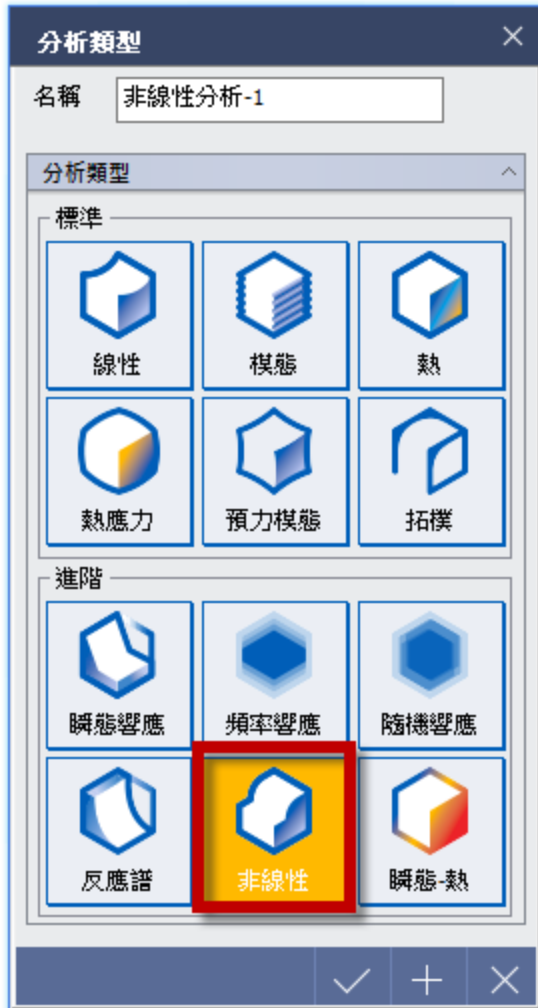 分析類型
名稱 非線性分析-1
分析類型
標準
線性 模態 熱
熱應力 預力模態 拓樸
進階
瞬態響應 頻率響應 隨機響應
反應譜 非線性 瞬態-熱